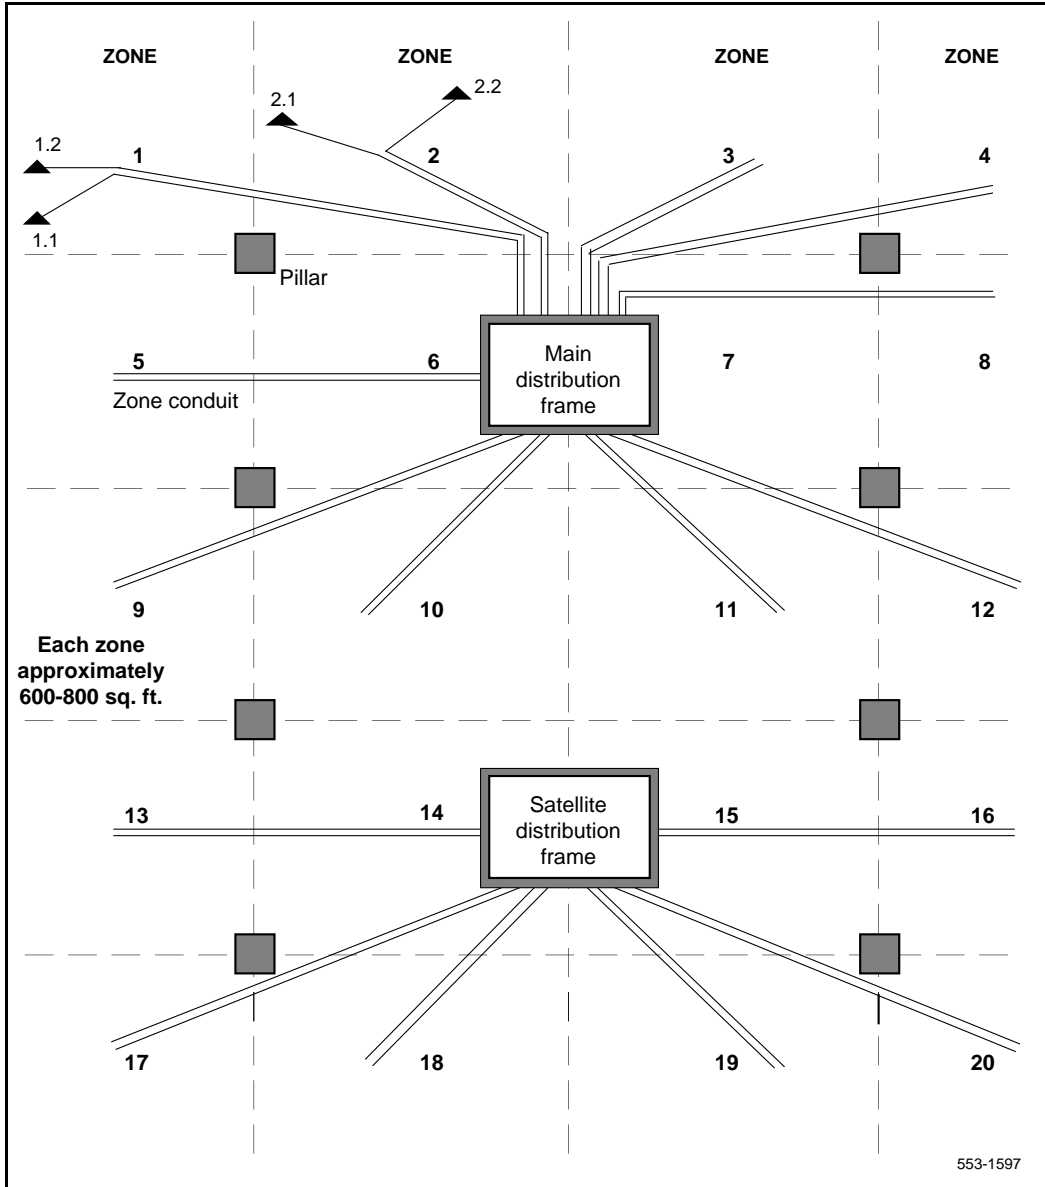 ZONE ZONE ZONE ZONE
2.2
2.1
1.2
1 2 3 4
1.1
Pillar
5 6 7 8
Main
distribution
frame
Zone conduit
9 10 11 12
Each zone
approximately
600-800 sq. ft.
13 14 15 16
Satellite
distribution
frame
17 18 19 20
553-1597